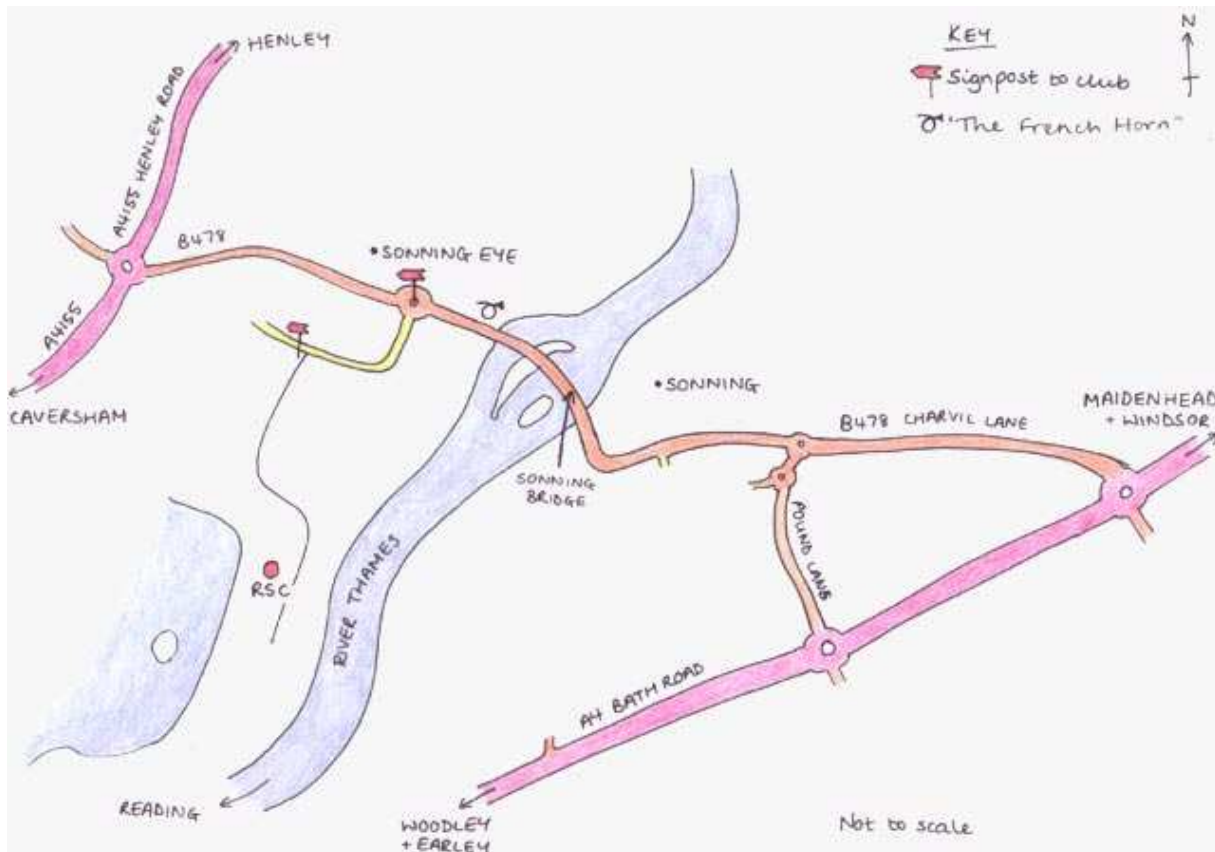 HENLEY
A4155 HENLEY ROAD
B478
A4155
CAVERSHAM
•SONNING EYE
KEY
Signpost to club
"The French Horn"
N
•SONNING
B478 CHARVIL LANE
MAIDENHEAD
+ WINDSOR
SONNING
BRIDGE
POUND LANE
RSC
RIVER THAMES
A4 BATH ROAD
READING
WOODLEY
+ EARLEY
Not to scale